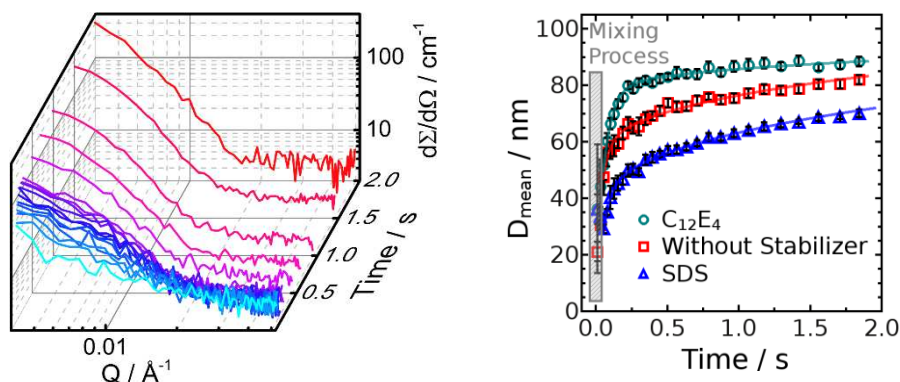 100
10
dΣ/dΩ / cm⁻¹
2.0
1.5
1.0
0.5
Time / s
0.01
Q / Å⁻¹
Mixing
Process
100
80
60
40
20
0
D_mean / nm
C₁₂E₄
Without Stabilizer
SDS
0.0 0.5 1.0 1.5 2.0
Time / s